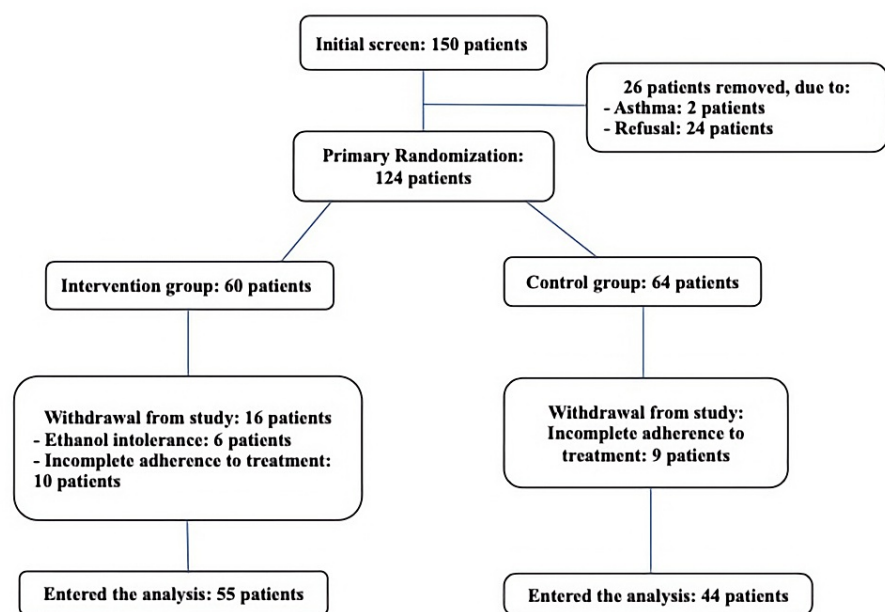 Initial screen: 150 patients
26 patients removed, due to:
- Asthma: 2 patients
- Refusal: 24 patients
Primary Randomization:
124 patients
Intervention group: 60 patients
Control group: 64 patients
Withdrawal from study: 16 patients
- Ethanol intolerance: 6 patients
- Incomplete adherence to treatment:
10 patients
Withdrawal from study:
Incomplete adherence to
treatment: 9 patients
Entered the analysis: 55 patients
Entered the analysis: 44 patients